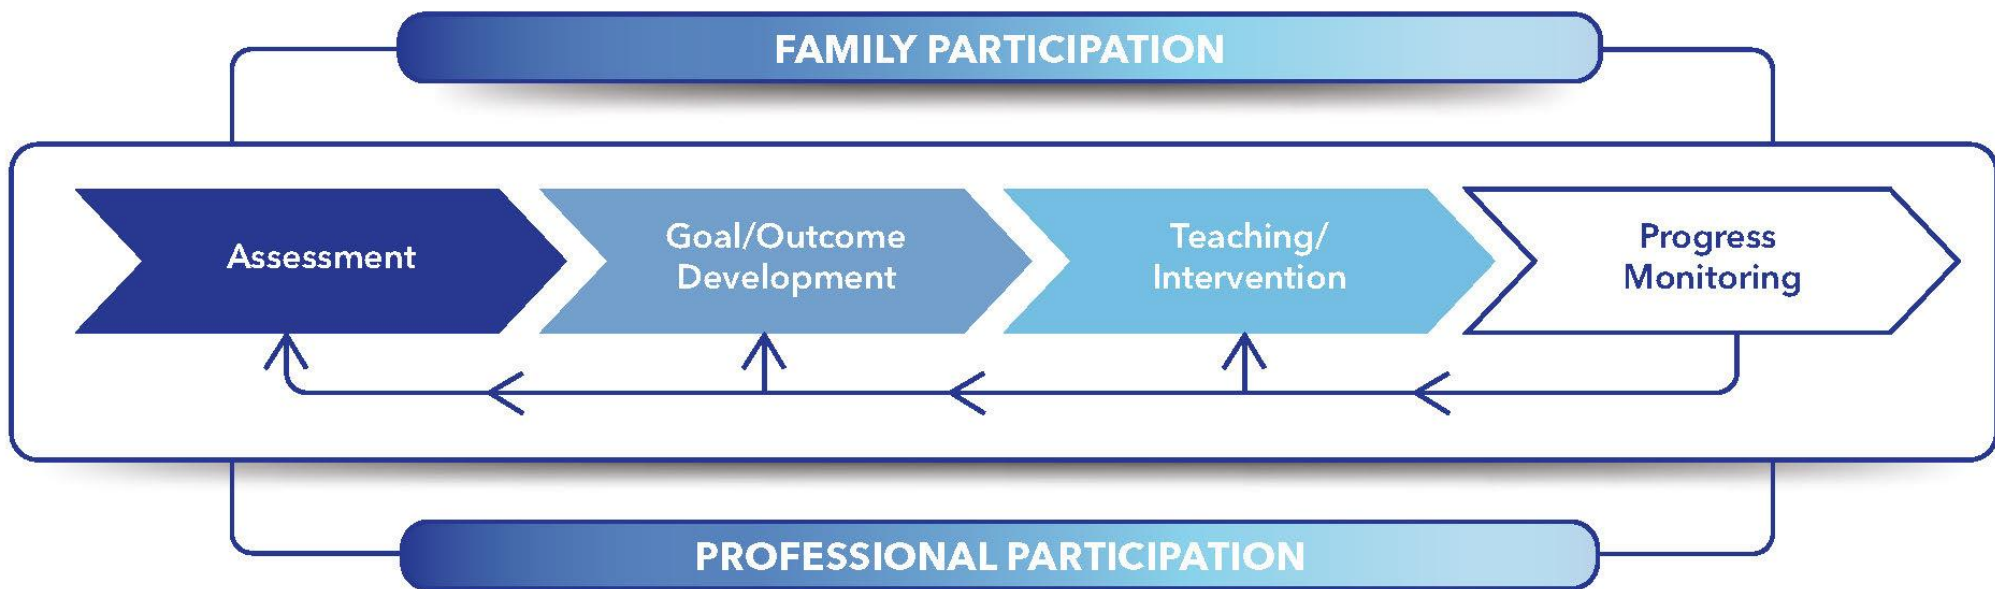 FAMILY PARTICIPATION
Assessment
Goal/Outcome
Development
Teaching/
Intervention
Progress
Monitoring
PROFESSIONAL PARTICIPATION